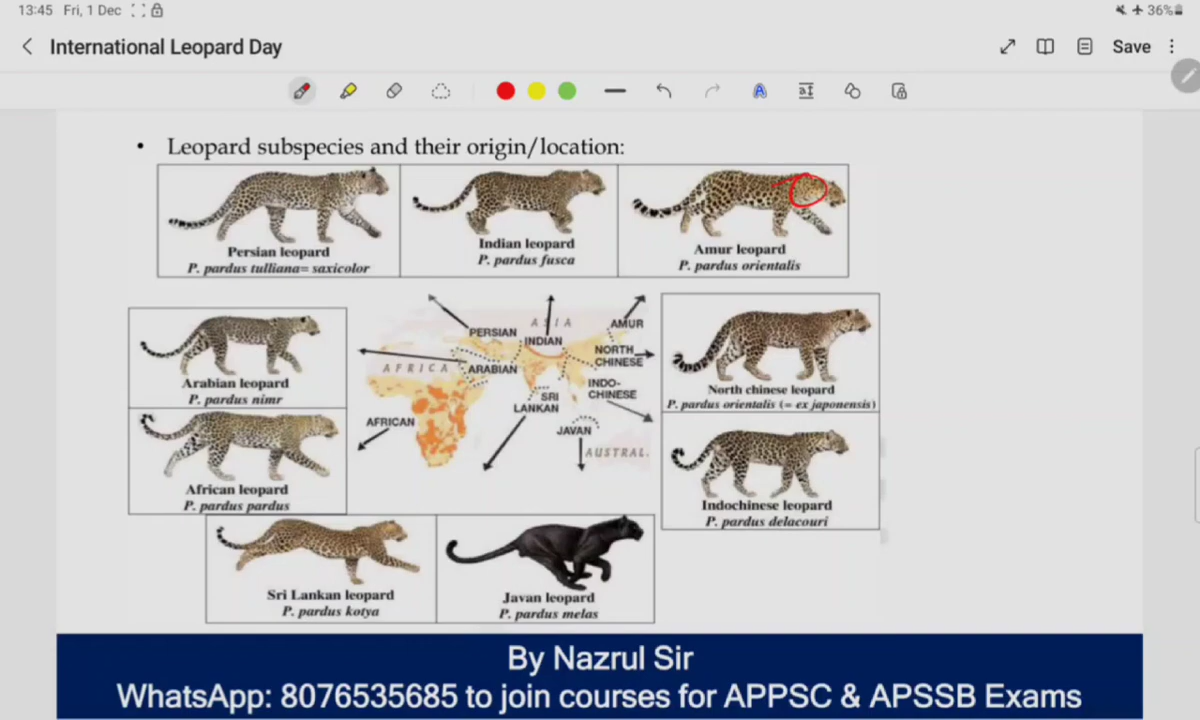 13:45 Fri, 1 Dec
36%
International Leopard Day
Save
• Leopard subspecies and their origin/location:
Persian leopard
P. pardus tulliana= saxicolor
Indian leopard
P. pardus fusca
Amur leopard
P. pardus orientalis
Arabian leopard
P. pardus nimr
African leopard
P. pardus pardus
ASIA
PERSIAN
INDIAN
AMUR
NORTH
CHINESE
AFRICA
ARABIAN
INDO-
CHINESE
SRI
LANKAN
AFRICAN
JAVAN
AUSTRAL.
North chinese leopard
P. pardus orientalis (= ex japonensis)
Indochinese leopard
P. pardus delacouri
Sri Lankan leopard
P. pardus kotya
Javan leopard
P. pardus melas
By Nazrul Sir
WhatsApp: 8076535685 to join courses for APPSC & APSSB Exams